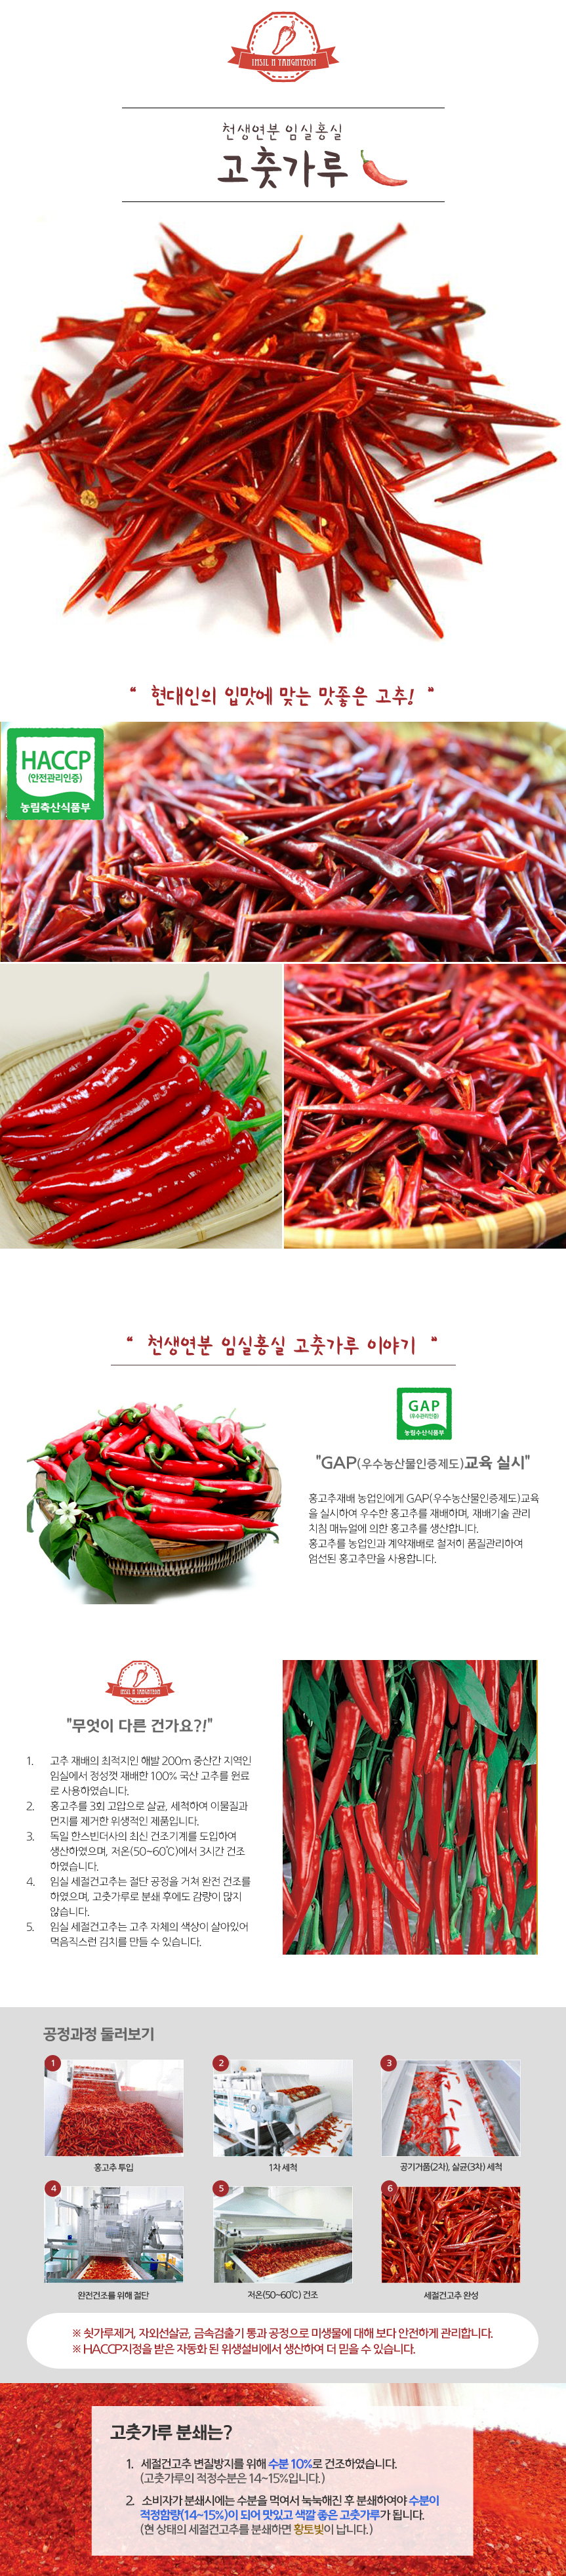 INSIL N YANGNYEOM
천생연분 임실홍실
고춧가루
“ 현대인의 입맛에 맞는 맛좋은 고추! ”
HACCP
(안전관리인증)
농림축산식품부
“ 천생연분 임실홍실 고춧가루 이야기 ”
GAP
(우수관리인증)
농림수산식품부
"GAP(우수농산물인증제도)교육 실시"
홍고추재배 농업인에게 GAP(우수농산물인증제도)교육
을 실시하여 우수한 홍고추를 재배하며, 재배기술 관리
지침 매뉴얼에 의한 홍고추를 생산합니다.
홍고추를 농업인과 계약재배로 철저히 품질관리하여
엄선된 홍고추만을 사용합니다.
INSIL N YANGNYEOM
"무엇이 다른 건가요?!"
1. 고추 재배의 최적지인 해발 200m 중산간 지역인
임실에서 정성껏 재배한 100% 국산 고추를 원료
로 사용하였습니다.
2. 홍고추를 3회 고압으로 살균, 세척하여 이물질과
먼지를 제거한 위생적인 제품입니다.
3. 독일 한스빈더사의 최신 건조기계를 도입하여
생산하였으며, 저온(50~60℃)에서 3시간 건조
하였습니다.
4. 임실 세절건고추는 절단 공정을 거쳐 완전 건조를
하였으며, 고춧가루로 분쇄 후에도 감량이 많지
않습니다.
5. 임실 세절건고추는 고추 자체의 색상이 살아있어
먹음직스런 김치를 만들 수 있습니다.
공정과정 둘러보기
1
2
3
홍고추 투입
1차 세척
공기거품(2차), 살균(3차) 세척
4
5
6
완전건조를 위해 절단
저온(50~60℃) 건조
세절건고추 완성
※ 쇳가루제거, 자외선살균, 금속검출기 통과 공정으로 미생물에 대해 보다 안전하게 관리합니다.
※ HACCP지정을 받은 자동화 된 위생설비에서 생산하여 더 믿을 수 있습니다.
고춧가루 분쇄는?
1. 세절건고추 변질방지를 위해 수분 10%로 건조하였습니다.
(고춧가루의 적정수분은 14~15%입니다.)
2. 소비자가 분쇄시에는 수분을 먹여서 눅눅해진 후 분쇄하여야 수분이
적정함량(14~15%)이 되어 맛있고 색깔 좋은 고춧가루가 됩니다.
(현 상태의 세절건고추를 분쇄하면 황토빛이 납니다.)